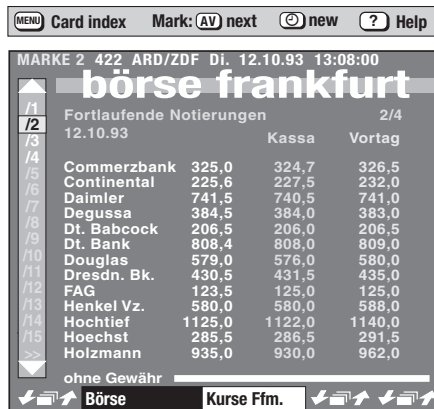 MENU Card index Mark: AV next new ? Help
MARKE 2 422 ARD/ZDF Di. 12.10.93 13:08:00
börse frankfurt
/1
/2
/3
/4
/5
/6
/7
/8
/9
/10
/11
/12
/13
/14
/15
>>
Fortlaufende Notierungen 2/4
12.10.93 Kassa Vortag
Commerzbank 325,0 324,7 326,5
Continental 225,6 227,5 232,0
Daimler 741,5 740,5 741,0
Degussa 384,5 384,0 383,0
Dt. Babcock 206,5 206,0 206,5
Dt. Bank 808,4 808,0 809,0
Douglas 579,0 576,0 580,0
Dresdn. Bk. 430,5 431,5 435,0
FAG 123,5 125,0 125,0
Henkel Vz. 580,0 580,0 588,0
Hochtief 1125,0 1122,0 1140,0
Hoechst 285,5 286,5 291,5
Holzmann 935,0 930,0 962,0
ohne Gewähr
Börse Kurse Ffm.